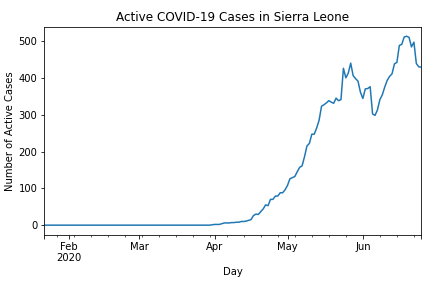 Active COVID-19 Cases in Sierra Leone
Number of Active Cases
500
400
300
200
100
0
Feb
2020
Mar
Apr
May
Jun
Day